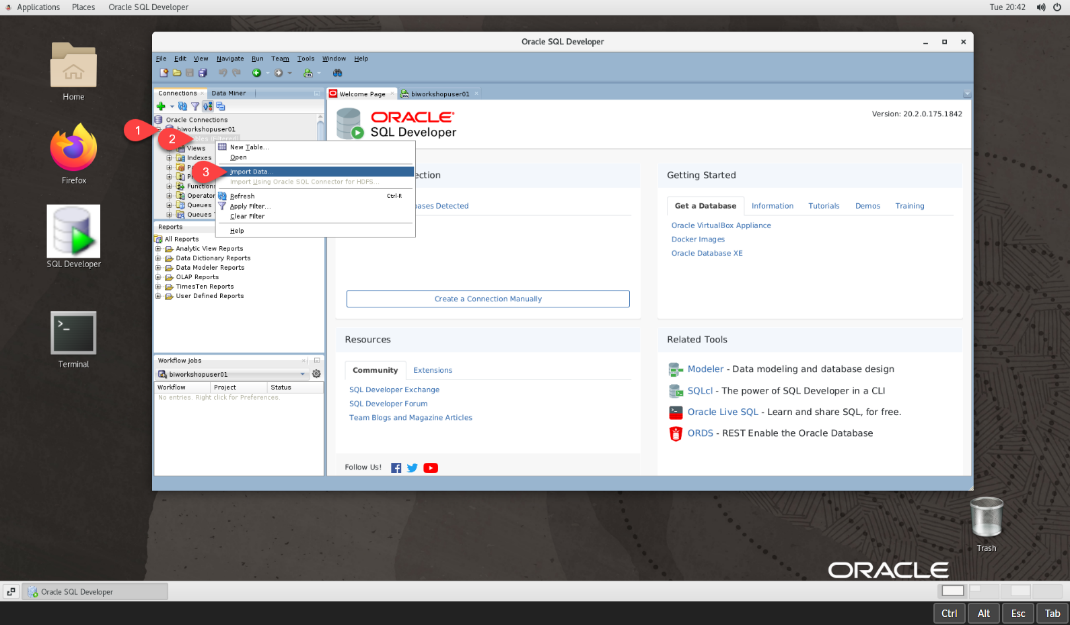 Applications Places Oracle SQL Developer Tue 20:42
Home
Firefox
SQL Developer
Terminal
Oracle SQL Developer
File Edit View Navigate Run Team Tools Window Help
Connections Data Miner
Oracle Connections
biworkshopuser01
Views
Indexes
Functions
Operator
Queues
Queues T
1
2
3
New Table...
Open
Import Data...
Import Using Oracle SQL Connector for HDFS...
Refresh Ctrl-R
Apply Filter...
Clear Filter
Help
Reports
All Reports
Analytic View Reports
Data Dictionary Reports
Data Modeler Reports
OLAP Reports
TimesTen Reports
User Defined Reports
Workflow Jobs
biworkshopuser01
Workflow Project Status
No entries. Right click for Preferences.
Welcome Page biworkshopuser01
ORACLE
SQL Developer
Version: 20.2.0.175.1842
ection
ases Detected
Create a Connection Manually
Getting Started
Get a Database Information Tutorials Demos Training
Oracle VirtualBox Appliance
Docker Images
Oracle Database XE
Resources
Community Extensions
SQL Developer Exchange
SQL Developer Forum
Team Blogs and Magazine Articles
Follow Us!
Related Tools
Modeler - Data modeling and database design
SQLcl - The power of SQL Developer in a CLI
Oracle Live SQL - Learn and share SQL, for free.
ORDS - REST Enable the Oracle Database
Trash
ORACLE
Oracle SQL Developer
Ctrl Alt Esc Tab